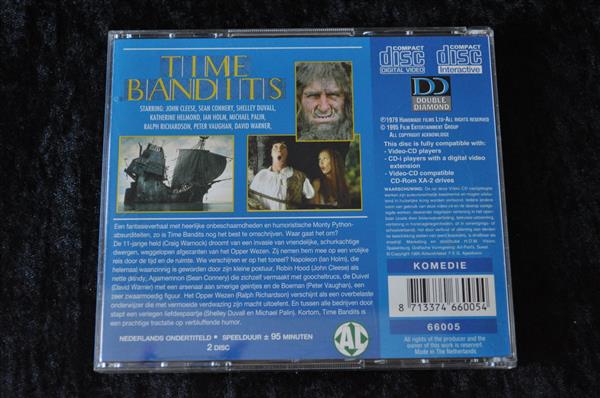 TIME
BANDITS
STARRING: JOHN CLEESE, SEAN CONNERY, SHELLEY DUVALL,
KATHERINE HELMOND, IAN HOLM, MICHAEL PALIN,
RALPH RICHARDSON, PETER VAUGHAN, DAVID WARNER,
Een fantasieverhaal met heerlijke onbeschaamdheden en humoristische Monty Python-
absurditeiten, zo is Time Bandits nog het best te omschrijven. Waar gaat het om?
De 11-jarige held (Craig Warnock) droomt van een invasie van vriendelijke, schurkachtige
dwergen, weggelopen afgezanten van het Opper Wezen. Zij nemen hem mee op een vrolijke
reis door de tijd en de ruimte. Wie verschijnen er op het toneel? Napoleon (Ian Holm), die
helemaal waanzinnig is geworden door zijn kleine postuur, Robin Hood (John Cleese) als
nette dandy, Agamemnon (Sean Connery) die zichzelf vermaakt met goocheltrucs, de Duivel
(David Warner) met een arsenaal aan smerige geintjes en de Boeman (Peter Vaughan), een
zeer zwaarmoedig figuur. Het Opper Wezen (Ralph Richardson) verschijnt als een overbelaste
onderwijzer die met vermoeide verdwazing zijn macht uitoefent. En tussen alle bedrijven door
stapt een verlegen liefdespaartje (Shelley Duvall en Michael Palin). Kortom, Time Bandits is
een prachtige tractatie op verbluffende humor.
NEDERLANDS ONDERTITELD • SPEELDUUR ± 95 MINUTEN
2 DISC
AL
COMPACT
disc
DIGITAL VIDEO
COMPACT
disc
Interactive
DD
DOUBLE
DIAMOND
©1979 HANDMADE FILMS LTD-ALL RIGHTS RESERVED
© 1995 FILM ENTERTAINMENT GROUP
ALL COPYRIGHT ACKNOWLEDGE
This disc is fully compatible with:
- Video-CD players
- CD-i players with a digital video
extension
- Video-CD compatible
CD-Rom XA-2 drives
KOMEDIE
8 713374 660054
66005
All rights of the producer and
the owner of this work reserved.
Made in The Netherlands